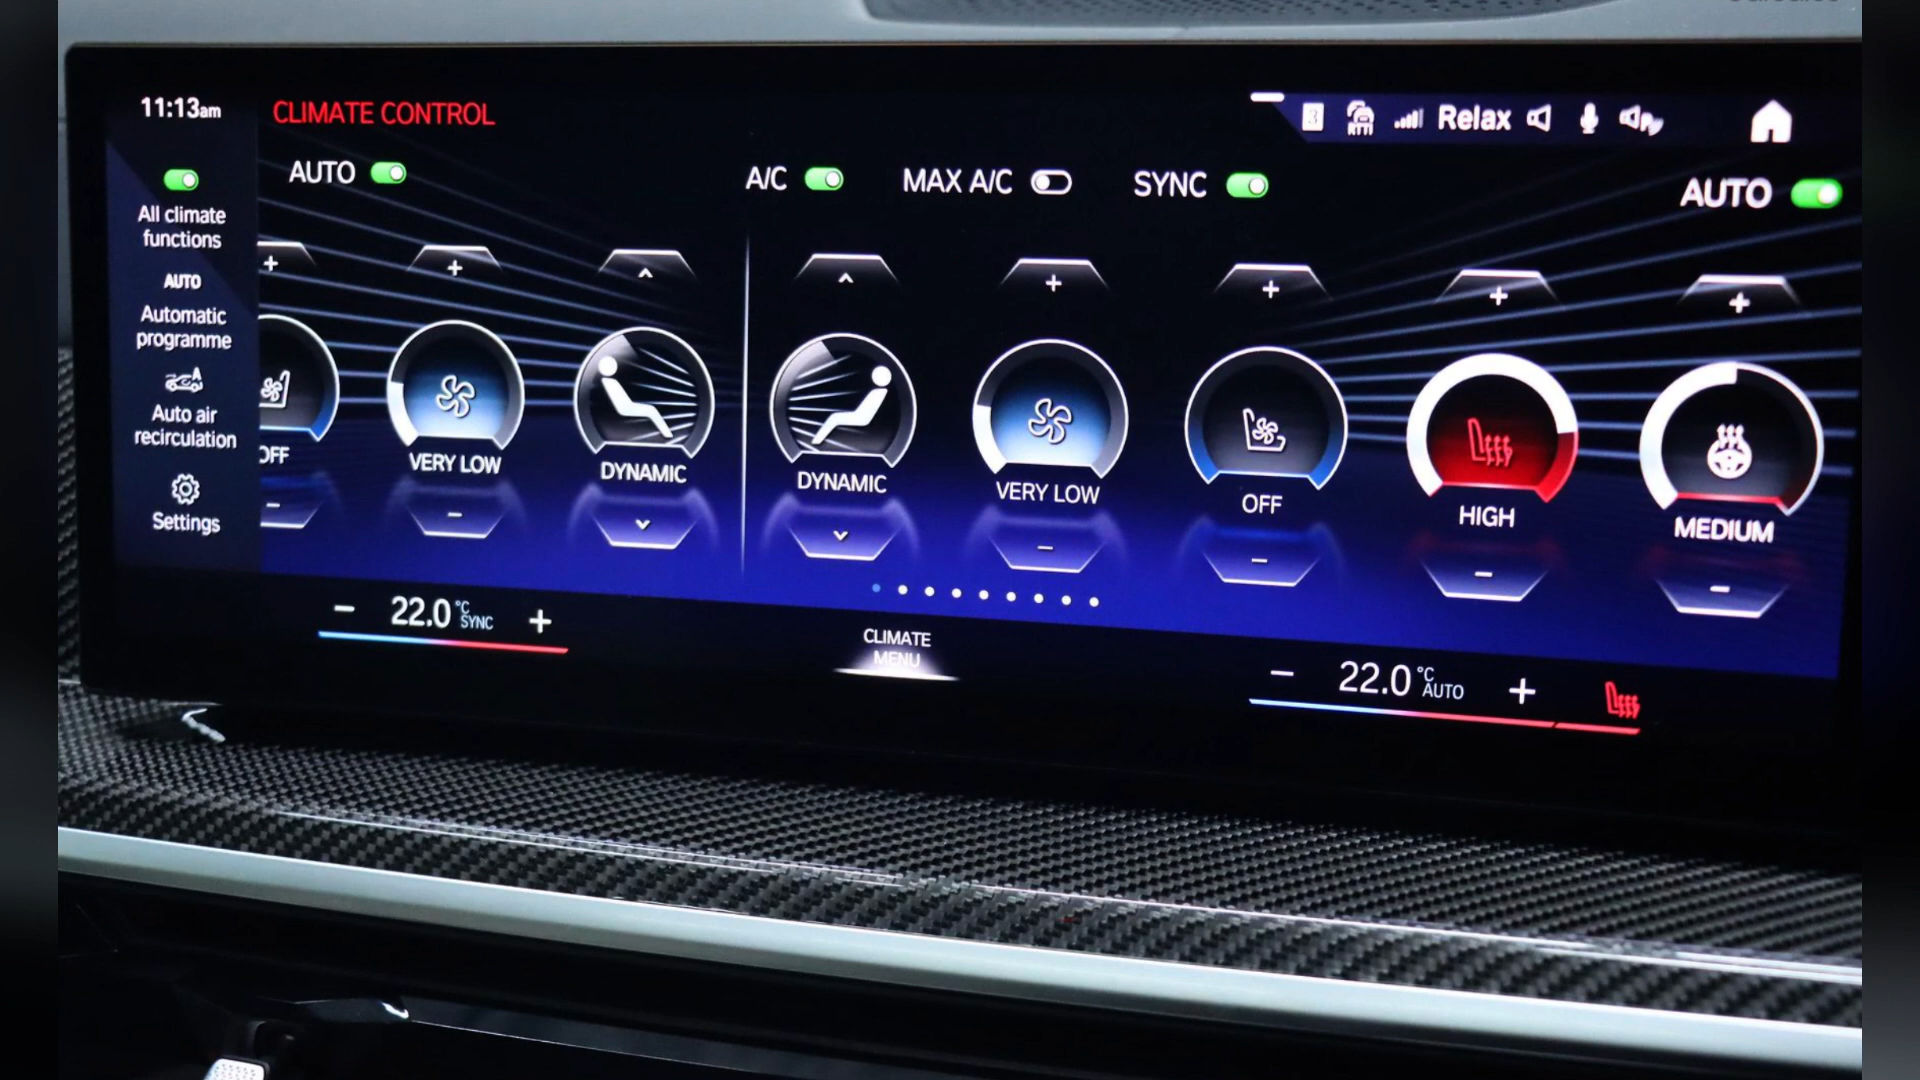 11:13am
CLIMATE CONTROL
Relax
RTTI
AUTO
A/C
MAX A/C
SYNC
AUTO
All climate
functions
AUTO
Automatic
programme
A
Auto air
recirculation
Settings
OFF
VERY LOW
DYNAMIC
DYNAMIC
VERY LOW
OFF
HIGH
MEDIUM
- 22.0 °C SYNC +
CLIMATE
MENU
- 22.0 °C AUTO +